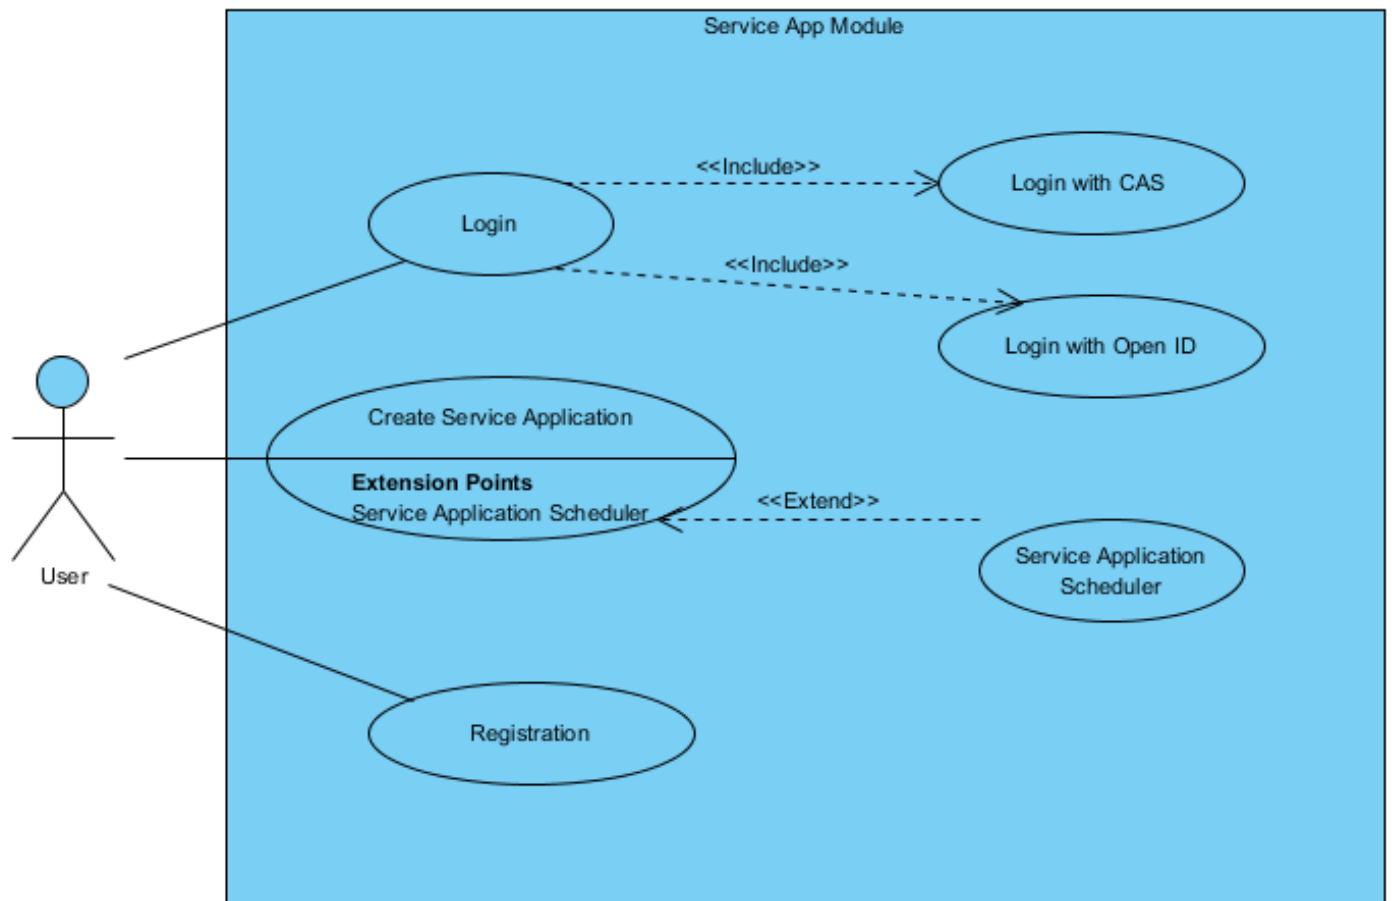 Service App Module
<<Include>>
Login with CAS
Login
<<Include>>
Login with Open ID
Create Service Application
Extension Points
Service Application Scheduler
<<Extend>>
Service Application
Scheduler
User
Registration